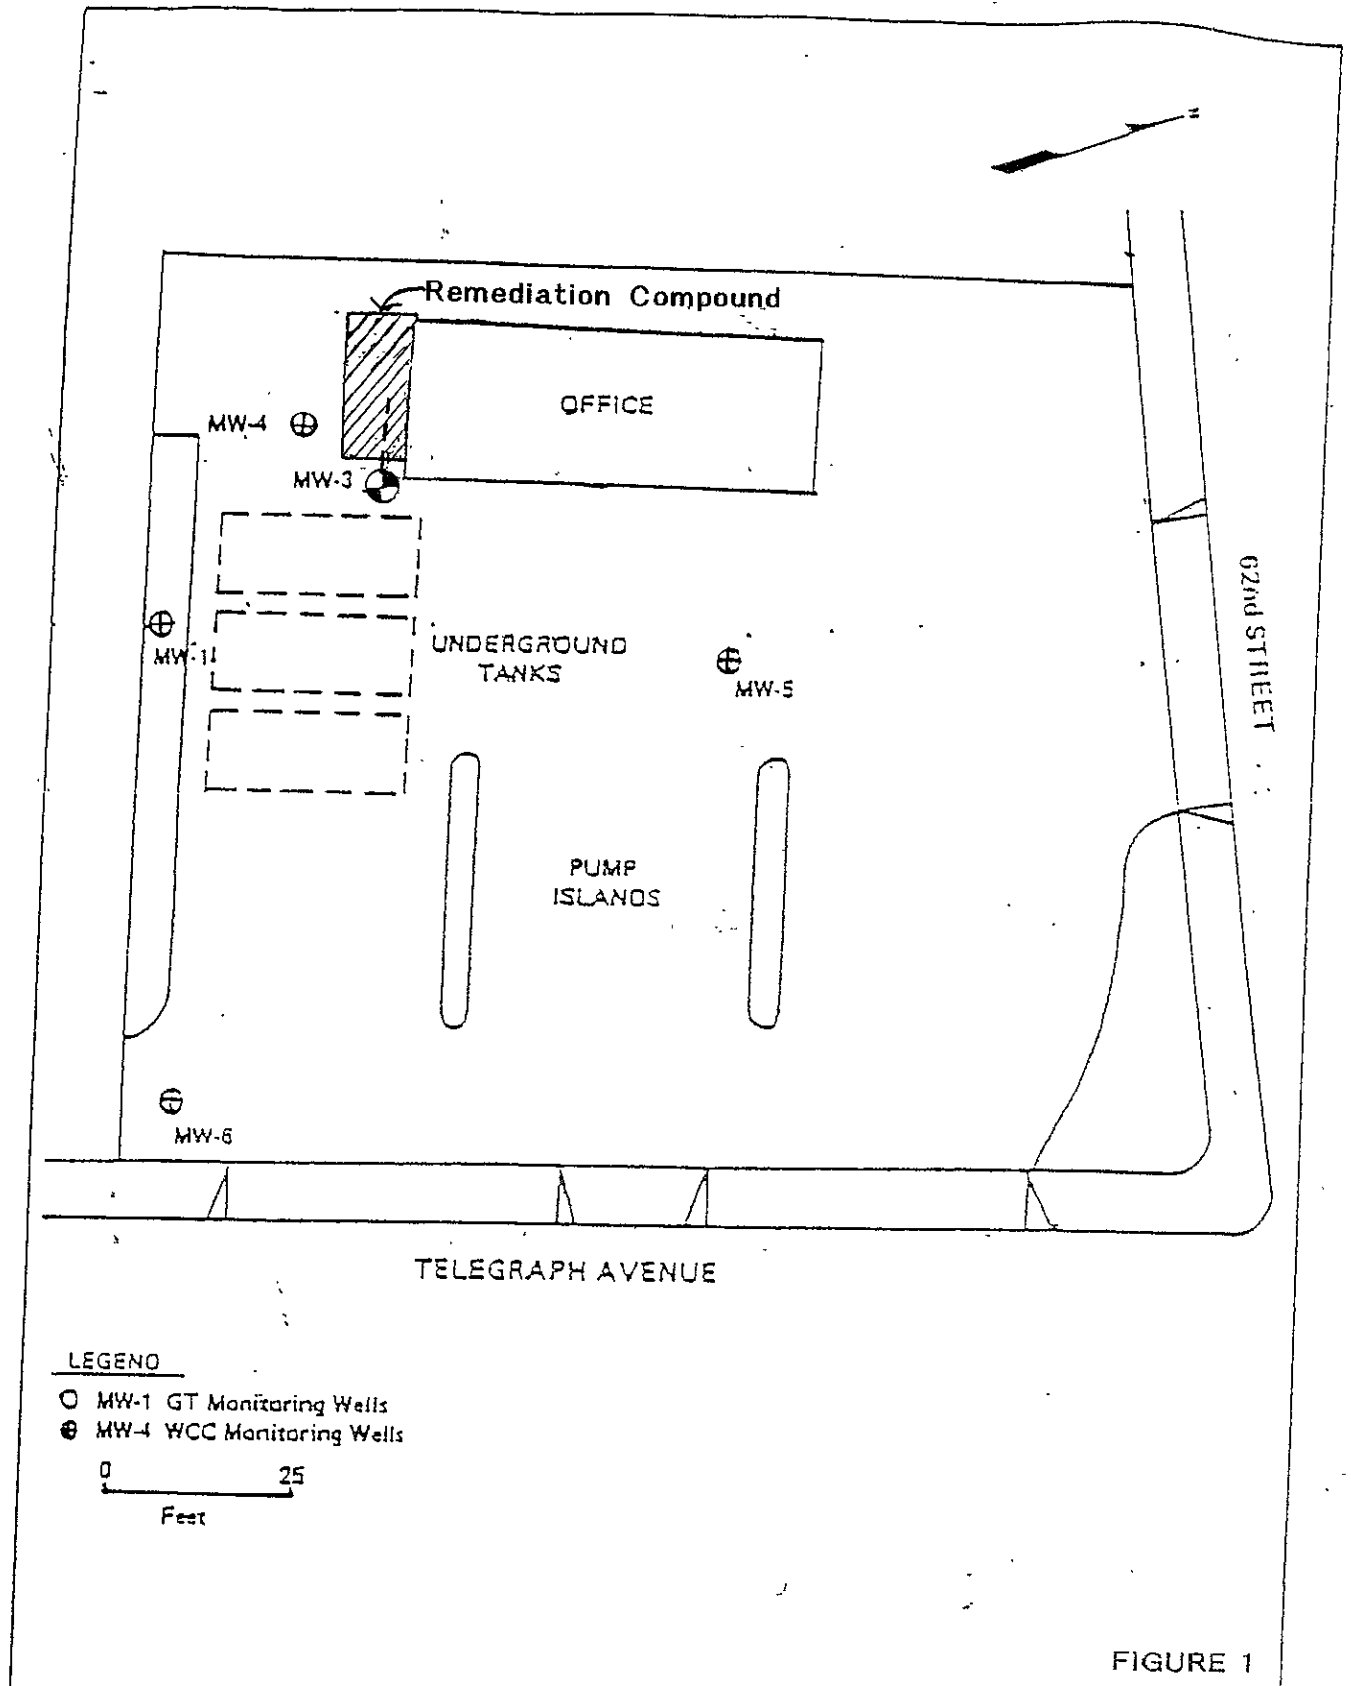 Remediation Compound
OFFICE
MW-4
MW-3
62nd STREET
UNDERGROUND
TANKS
MW-1
MW-5
PUMP
ISLANDS
MW-6
TELEGRAPH AVENUE
LEGEND
MW-1 GT Monitoring Wells
MW-4 WCC Monitoring Wells
0 25
Feet
FIGURE 1